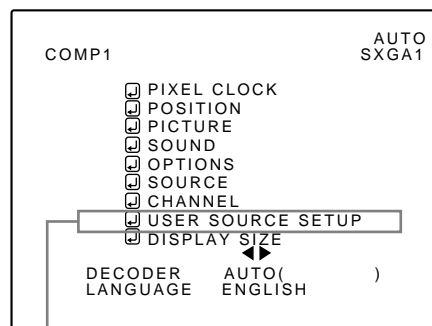 AUTO
COMP1 SXGA1
PIXEL CLOCK
POSITION
PICTURE
SOUND
OPTIONS
SOURCE
CHANNEL
USER SOURCE SETUP
DISPLAY SIZE
DECODER AUTO( )
LANGUAGE ENGLISH